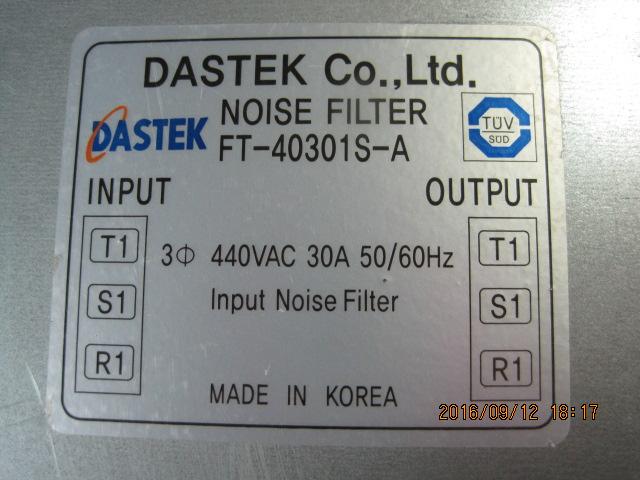 DASTEK Co.,Ltd.
DASTEK
NOISE FILTER
FT-40301S-A
TÜV
SÜD
INPUT
OUTPUT
T1
S1
R1
3Φ 440VAC 30A 50/60Hz
Input Noise Filter
T1
S1
R1
MADE IN KOREA
2016/09/12 18:17